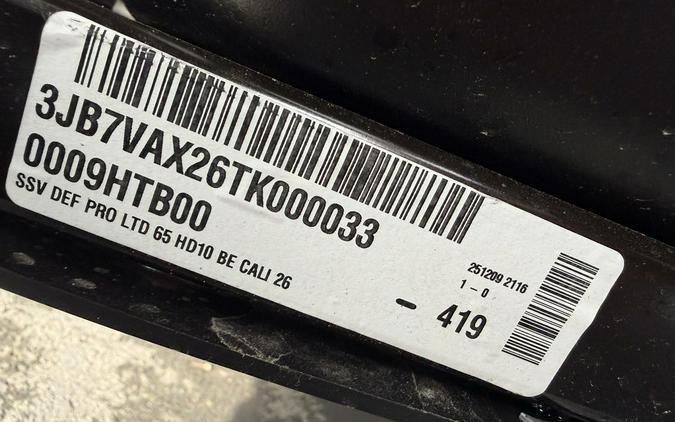 3JB7VAX26TK000033
0009HTB00
SSV DEF PRO LTD 65 HD10 BE CALI 26
251209 2116
1 - 0
- 419